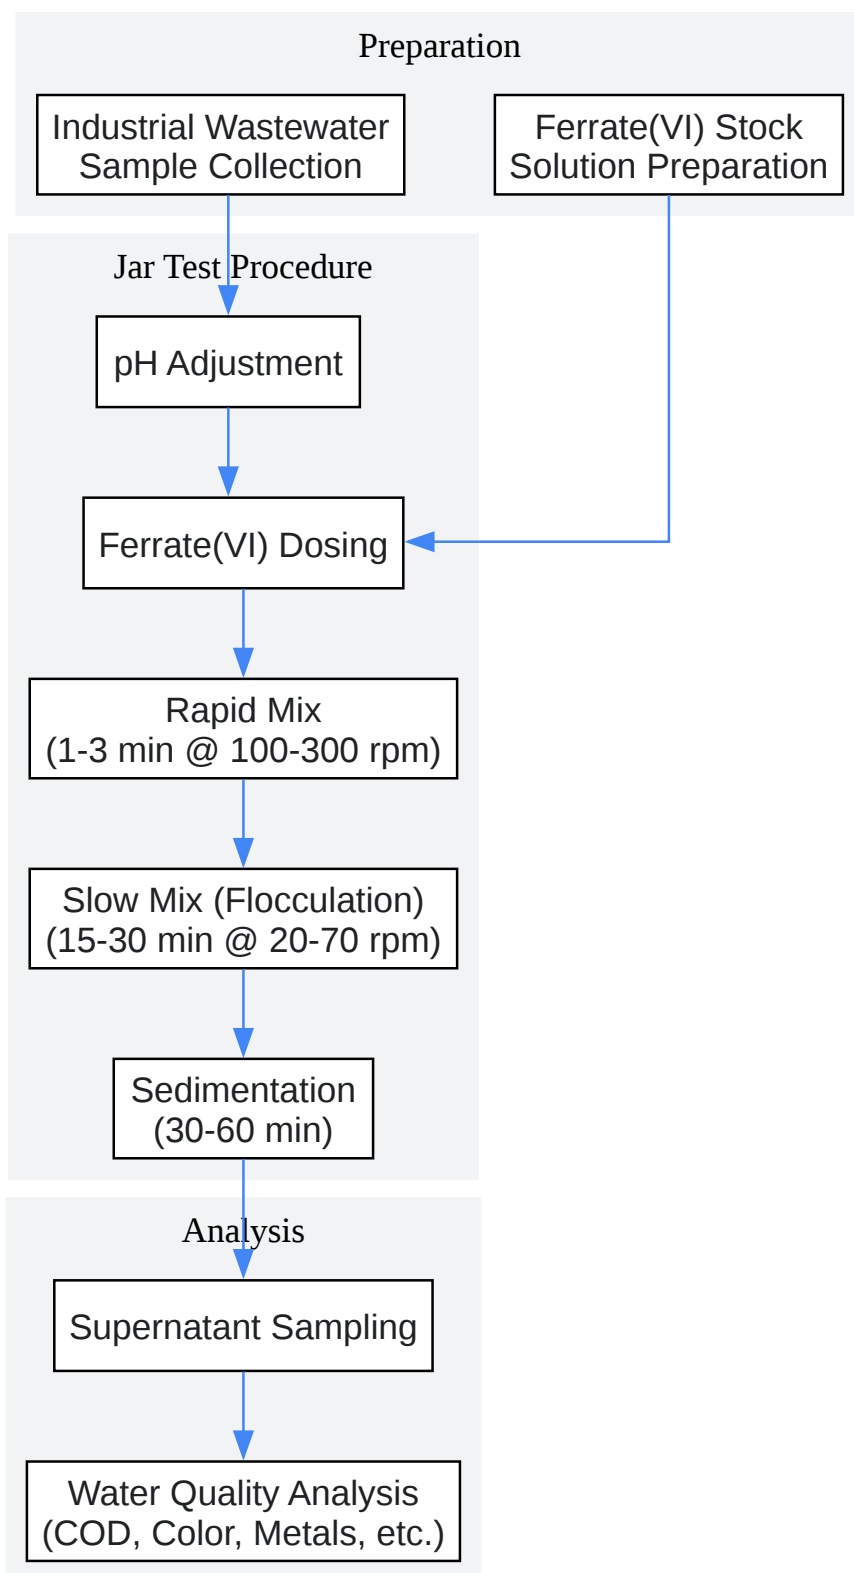 Preparation
Industrial Wastewater
Sample Collection
Ferrate(VI) Stock
Solution Preparation
Jar Test Procedure
pH Adjustment
Ferrate(VI) Dosing
Rapid Mix
(1-3 min @ 100-300 rpm)
Slow Mix (Flocculation)
(15-30 min @ 20-70 rpm)
Sedimentation
(30-60 min)
Analysis
Supernatant Sampling
Water Quality Analysis
(COD, Color, Metals, etc.)